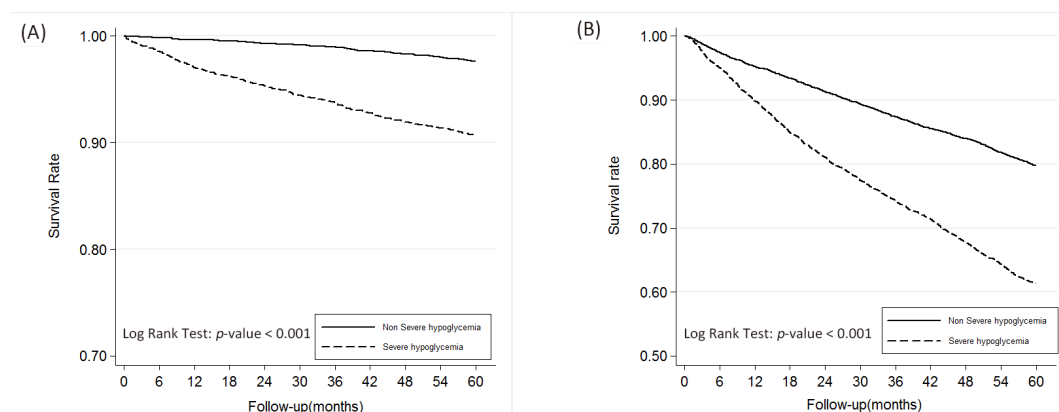 (A)
1.00
0.90
0.80
0.70
Survival Rate
Log Rank Test: p-value < 0.001
Non Severe hypoglycemia
Severe hypoglycemia
0 6 12 18 24 30 36 42 48 54 60
Follow-up(months)
(B)
1.00
0.90
0.80
0.70
0.60
0.50
Survival rate
Log Rank Test: p-value < 0.001
Non Severe hypoglycemia
Severe hypoglycemia
0 6 12 18 24 30 36 42 48 54 60
Follow-up(months)